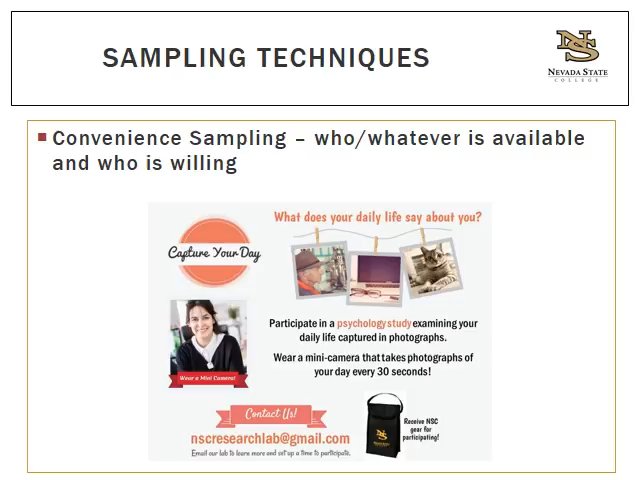 SAMPLING TECHNIQUES
NS
NEVADA STATE
COLLEGE
Convenience Sampling – who/whatever is available
and who is willing
What does your daily life say about you?
Capture Your Day
Participate in a psychology study examining your
daily life captured in photographs.
Wear a mini-camera that takes photographs of
your day every 30 seconds!
Wear a Mini Camera!
Contact Us!
nscresearchlab@gmail.com
Email our lab to learn more and set up a time to participate.
NS
Receive NSC
gear for
participating!